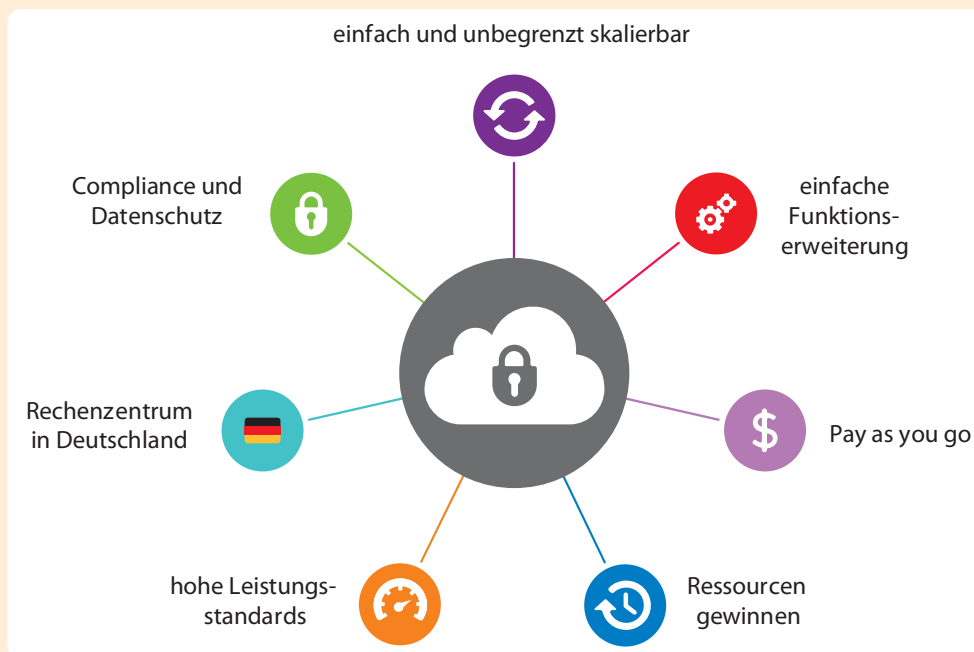 einfach und unbegrenzt skalierbar
Compliance und
Datenschutz
einfache
Funktions-
erweiterung
Rechenzentrum
in Deutschland
$
Pay as you go
hohe Leistungs-
standards
Ressourcen
gewinnen